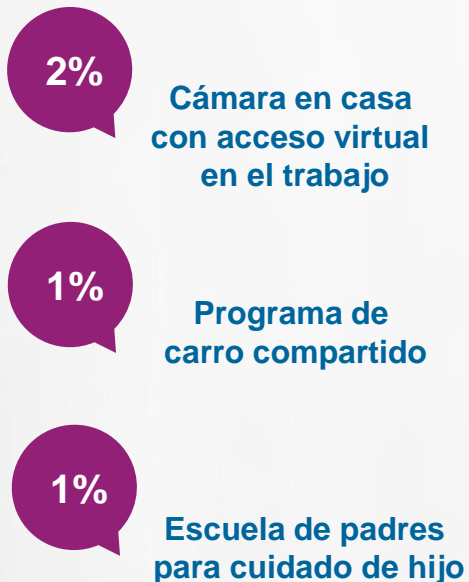 2%
Cámara en casa
con acceso virtual
en el trabajo
1%
Programa de
carro compartido
1%
Escuela de padres
para cuidado de hijo